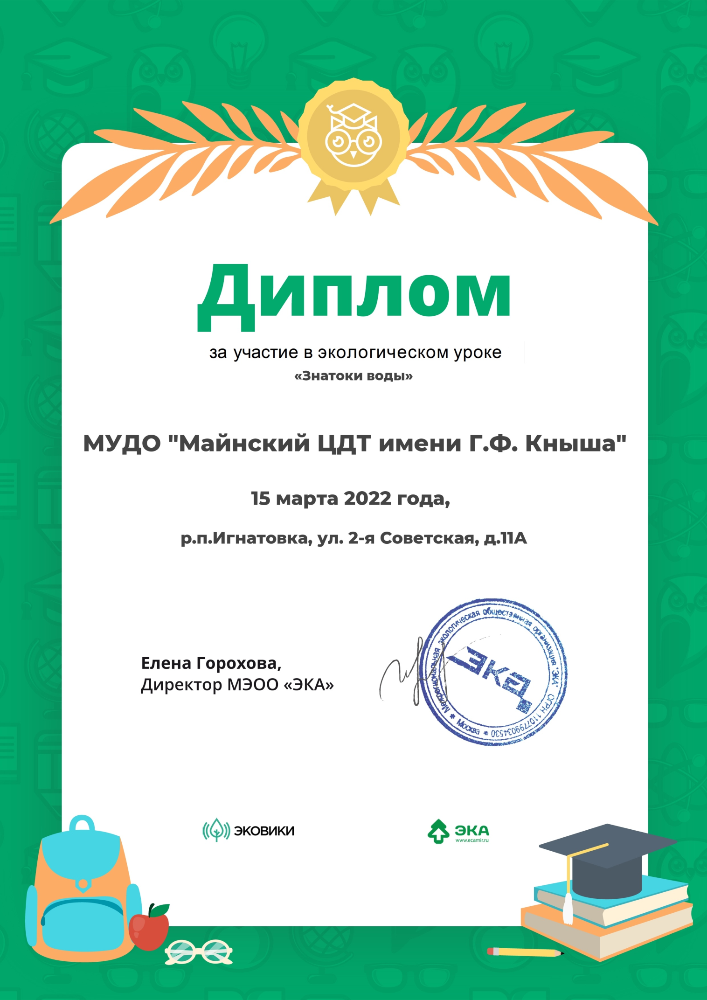 Диплом
за участие в экологическом уроке
«Знатоки воды»
МУДО "Майнский ЦДТ имени Г.Ф. Кныша"
15 марта 2022 года,
р.п.Игнатовка, ул. 2-я Советская, д.11А
Межрегиональная экологическая общественная организация "ЭКА" ОГРН 1107799034530 * Москва *
ЭКА
Елена Горохова,
Директор МЭОО «ЭКА»
ЭКОВИКИ
ЭКА
www.ecamir.ru